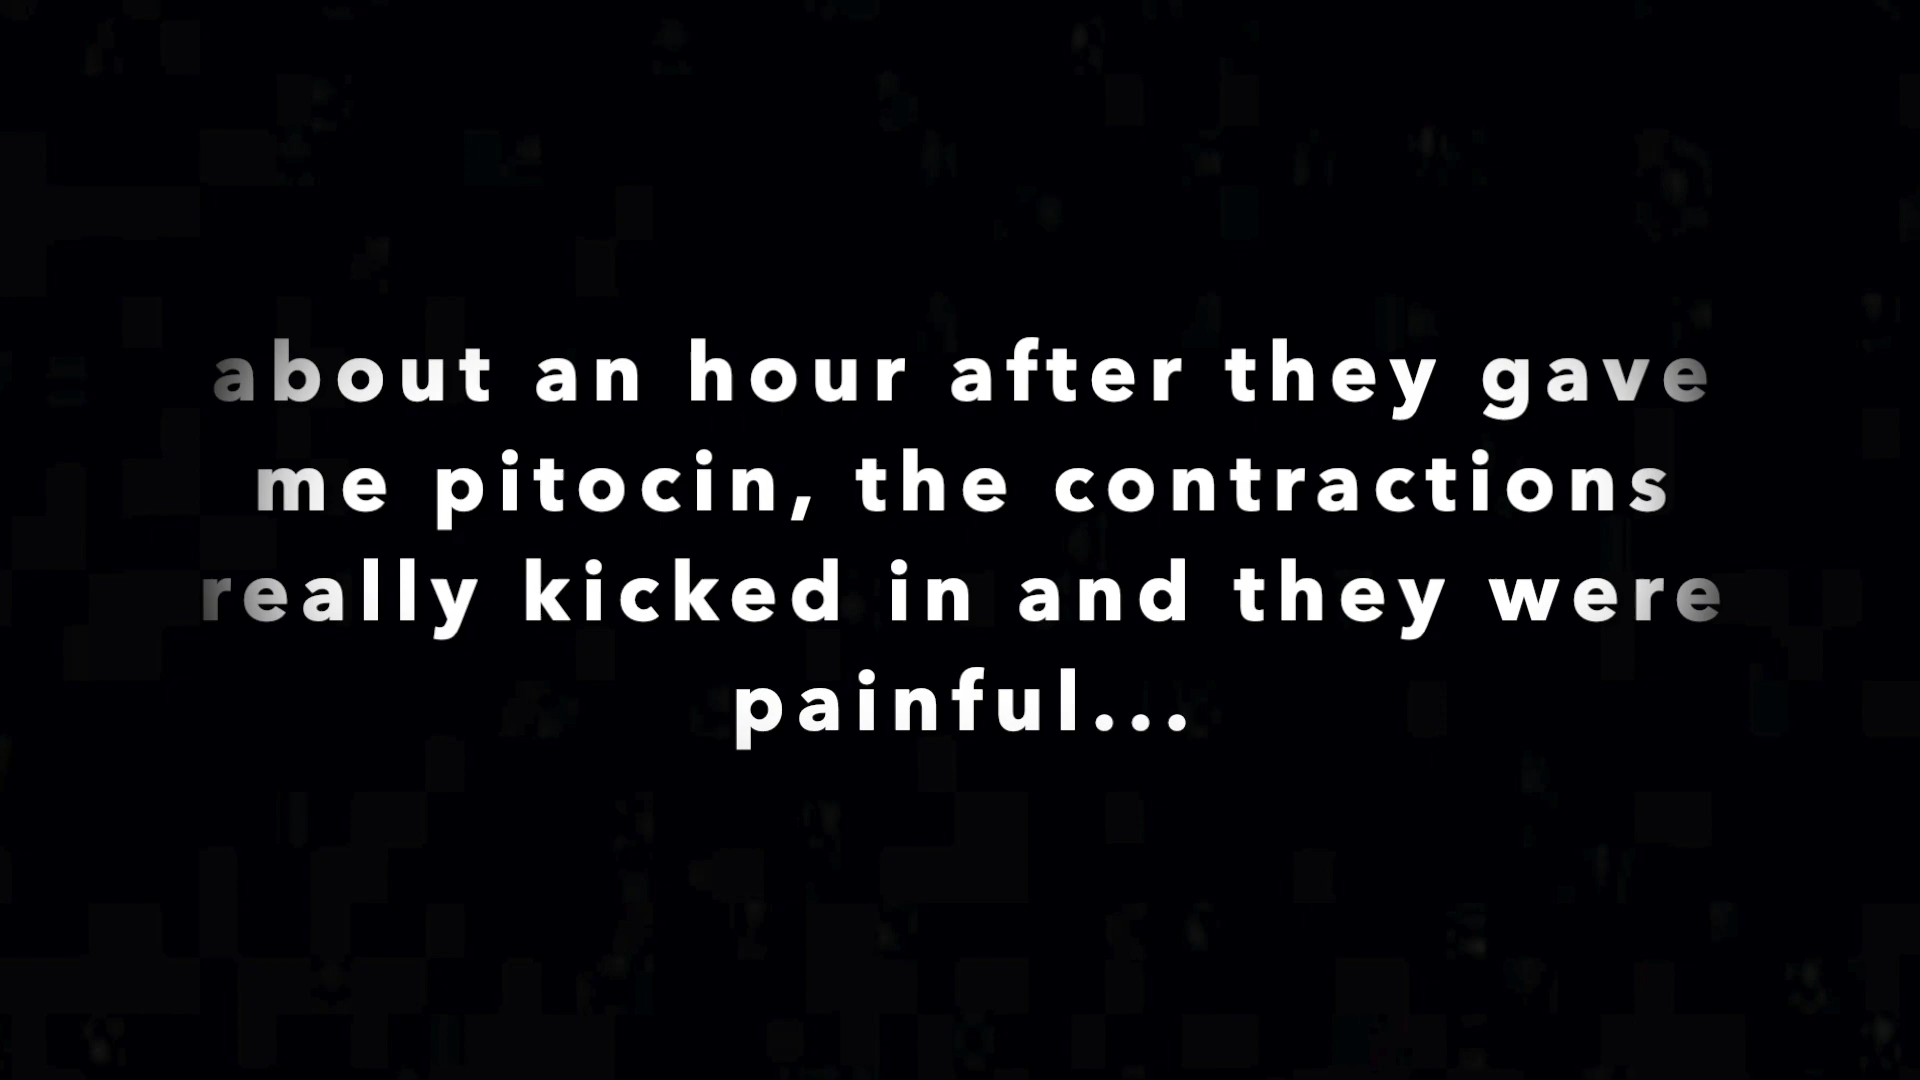 about an hour after they gave
me pitocin, the contractions
really kicked in and they were
painful...